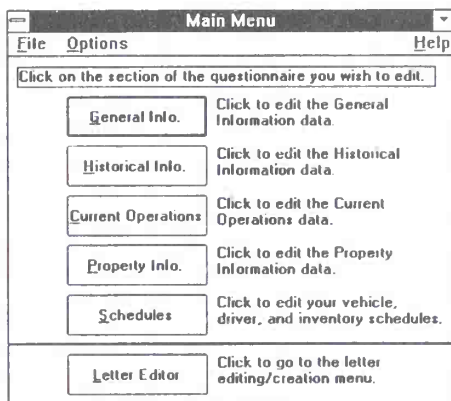 Main Menu
File Options Help
Click on the section of the questionnaire you wish to edit.
General Info. Click to edit the General
Information data.
Historical Info. Click to edit the Historical
Information data.
Current Operations Click to edit the Current
Operations data.
Property Info. Click to edit the Property
Information data.
Schedules Click to edit your vehicle,
driver, and inventory schedules.
Letter Editor Click to go to the letter
editing/creation menu.